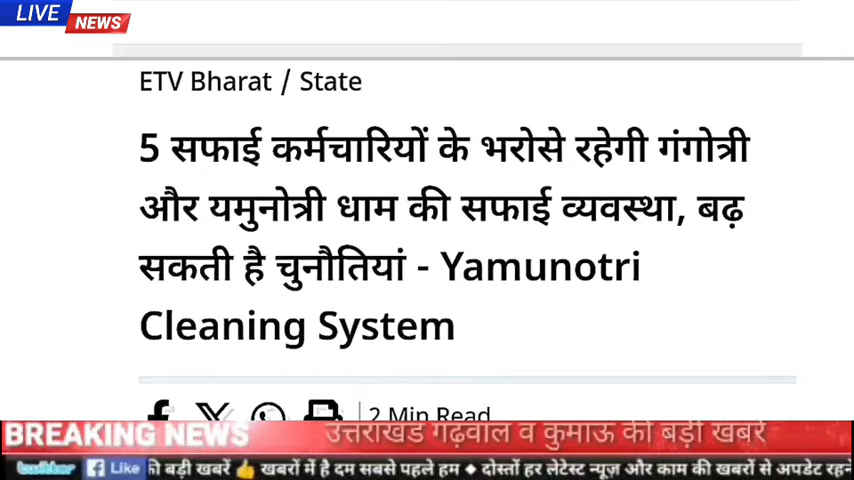 LIVE
NEWS
ETV Bharat / State
5 सफाई कर्मचारियों के भरोसे रहेगी गंगोत्री
और यमुनोत्री धाम की सफाई व्यवस्था, बढ़
सकती है चुनौतियां - Yamunotri
Cleaning System
2 Min Read
BREAKING NEWS
उत्तराखंड गढ़वाल व कुमाऊ की बड़ी खबरें
twitter
Like
की बड़ी खबरें 👍 खबरों में है दम सबसे पहले हम ◆ दोस्तों हर लेटेस्ट न्यूज़ और काम की खबरों से अपडेट रहने